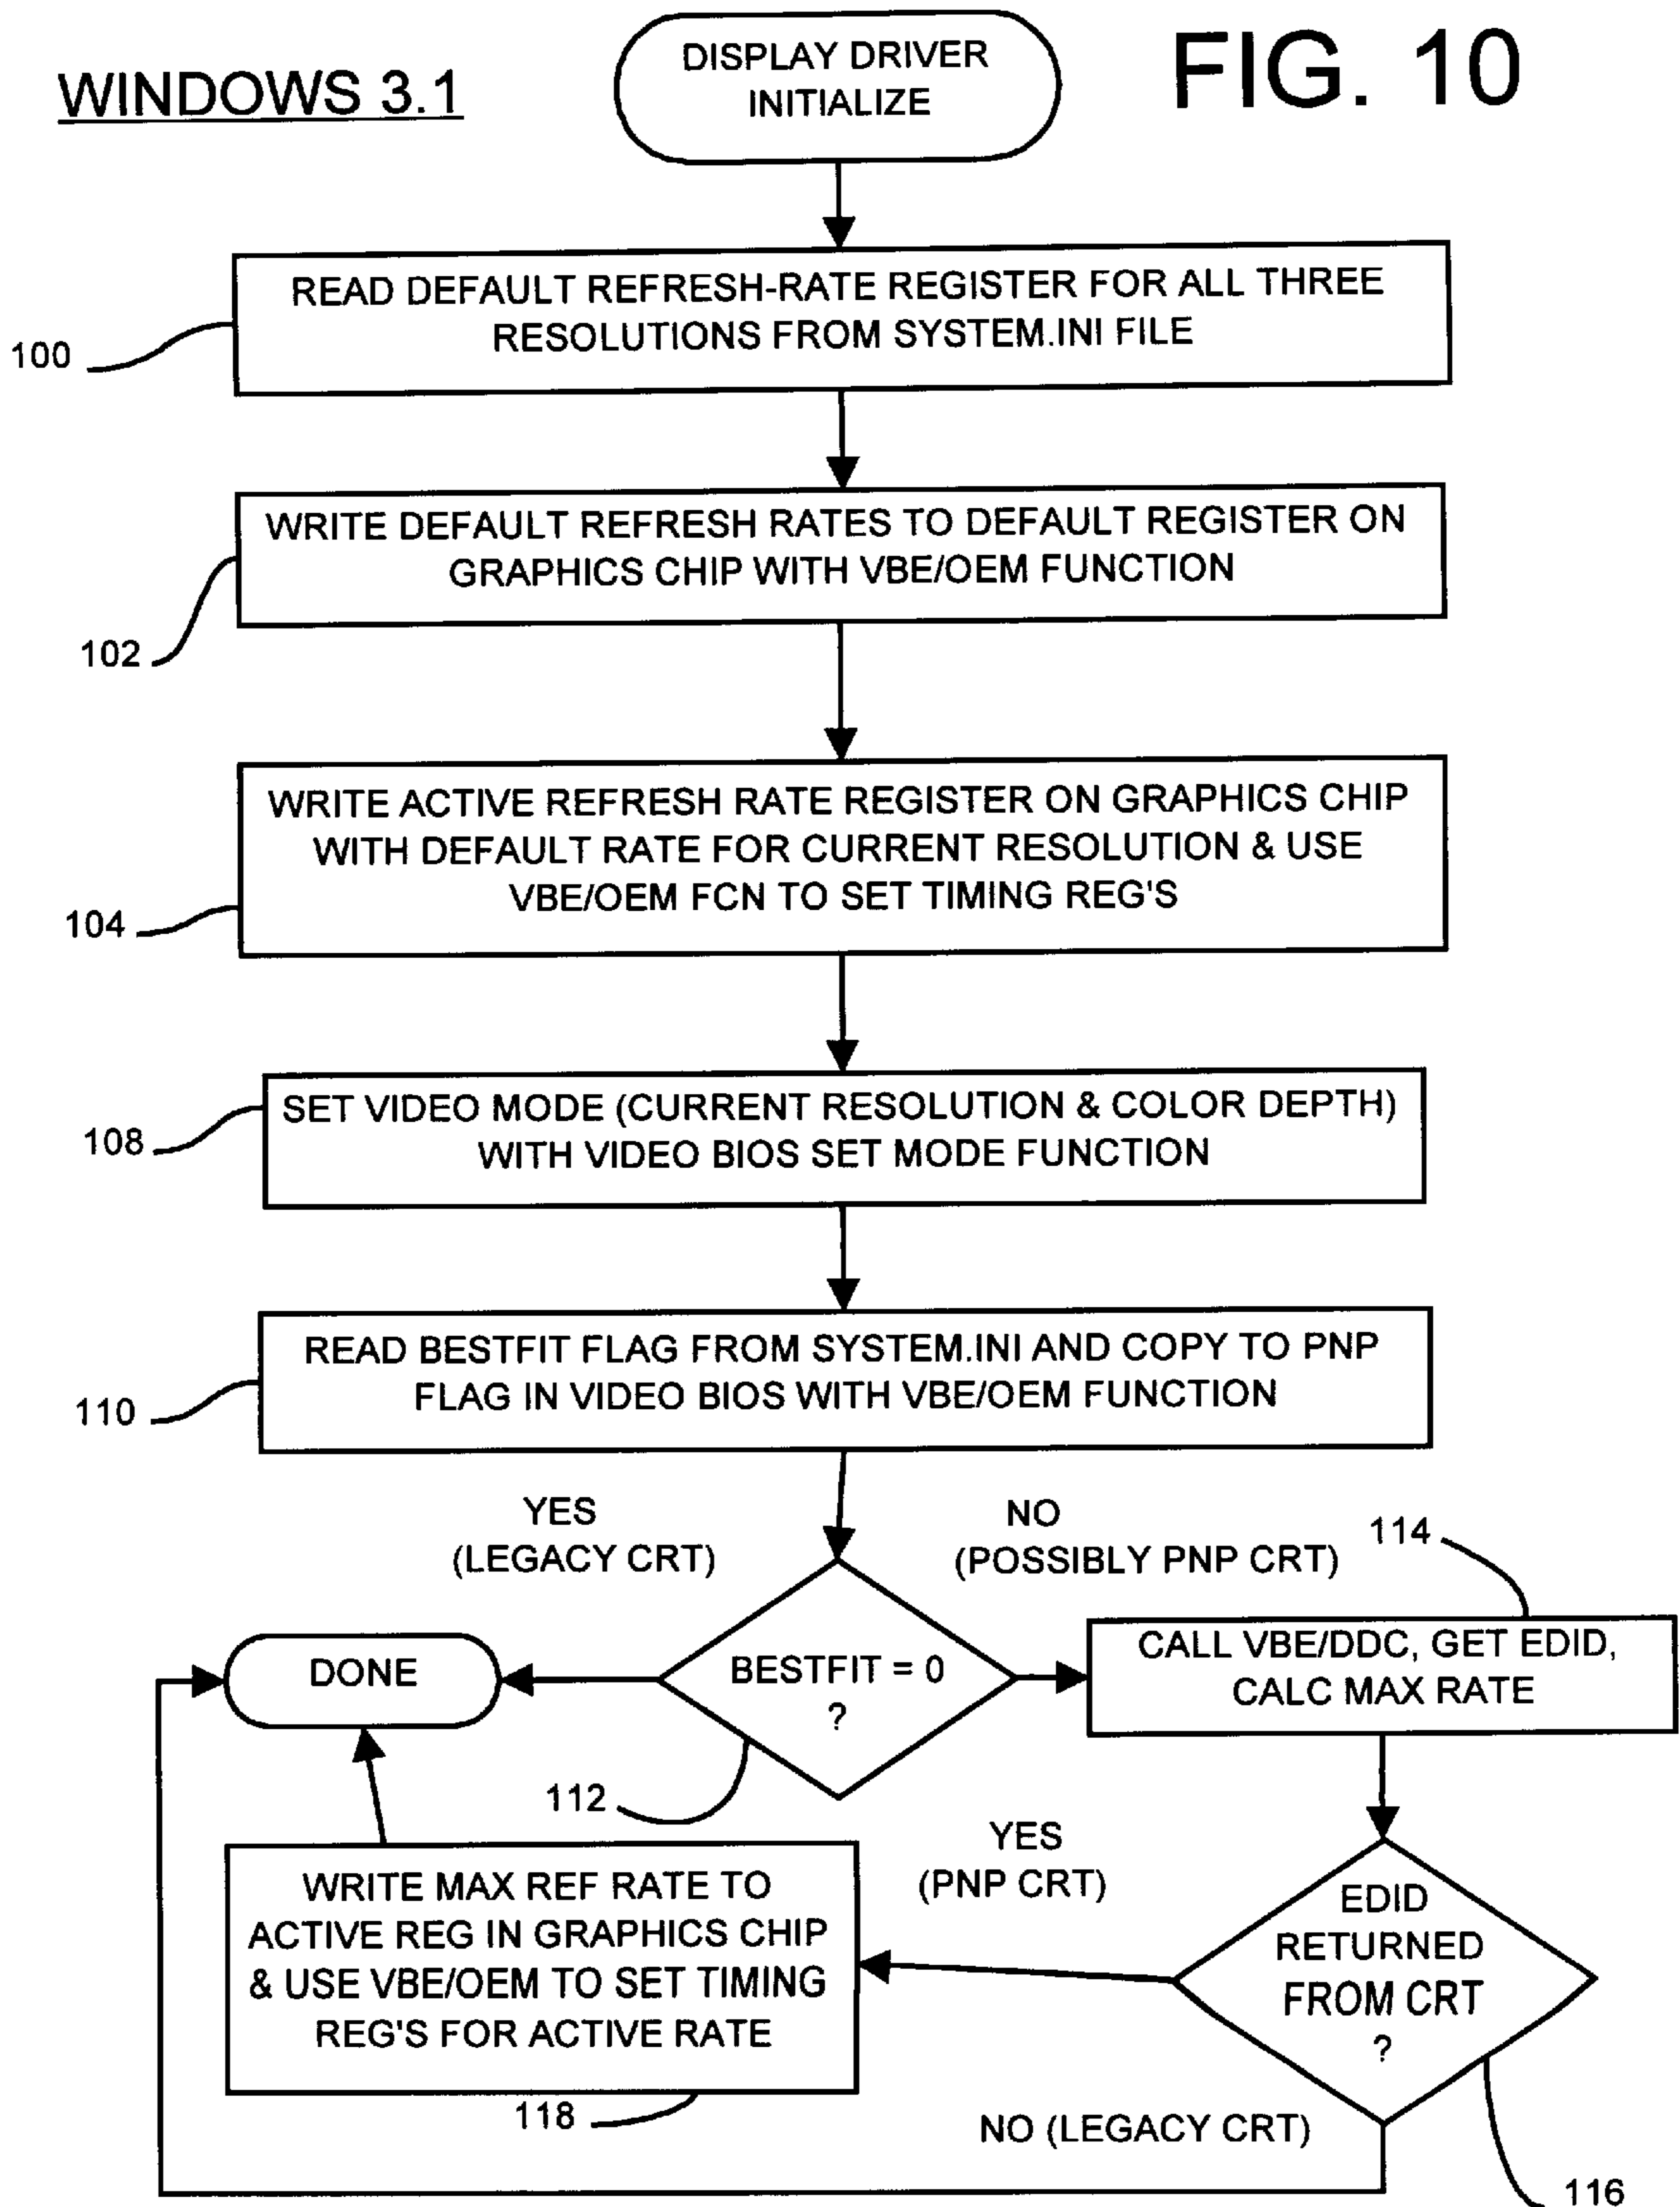 WINDOWS 3.1
DISPLAY DRIVER
INITIALIZE
FIG. 10
READ DEFAULT REFRESH-RATE REGISTER FOR ALL THREE
RESOLUTIONS FROM SYSTEM.INI FILE
100
WRITE DEFAULT REFRESH RATES TO DEFAULT REGISTER ON
GRAPHICS CHIP WITH VBE/OEM FUNCTION
102
WRITE ACTIVE REFRESH RATE REGISTER ON GRAPHICS CHIP
WITH DEFAULT RATE FOR CURRENT RESOLUTION & USE
VBE/OEM FCN TO SET TIMING REG'S
104
SET VIDEO MODE (CURRENT RESOLUTION & COLOR DEPTH)
WITH VIDEO BIOS SET MODE FUNCTION
108
READ BESTFIT FLAG FROM SYSTEM.INI AND COPY TO PNP
FLAG IN VIDEO BIOS WITH VBE/OEM FUNCTION
110
YES
(LEGACY CRT)
NO
(POSSIBLY PNP CRT)
114
DONE
BESTFIT = 0
?
CALL VBE/DDC, GET EDID,
CALC MAX RATE
112
YES
(PNP CRT)
WRITE MAX REF RATE TO
ACTIVE REG IN GRAPHICS CHIP
& USE VBE/OEM TO SET TIMING
REG'S FOR ACTIVE RATE
EDID
RETURNED
FROM CRT
?
118
NO (LEGACY CRT)
116